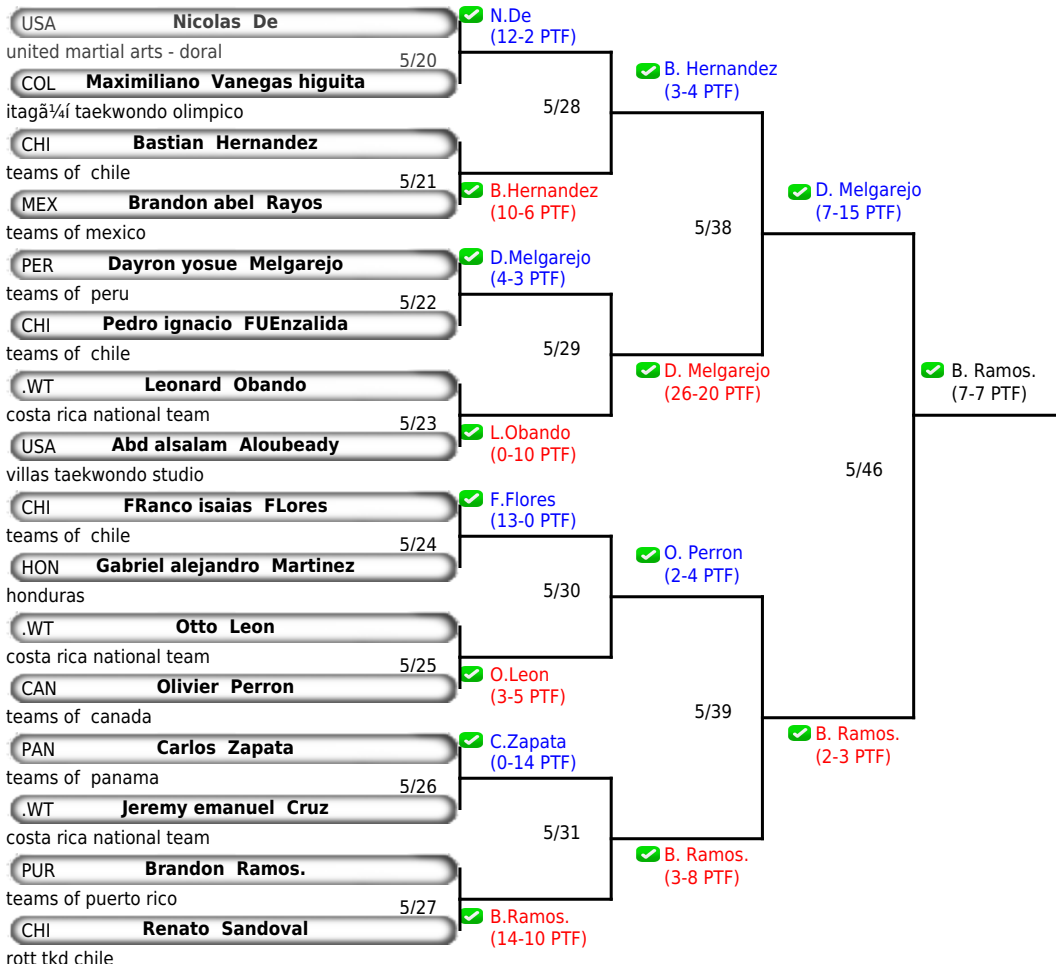 USA Nicolas De
united martial arts - doral
5/20
COL Maximiliano Vanegas higuita
itagã¼í taekwondo olimpico
CHI Bastian Hernandez
teams of chile
5/21
MEX Brandon abel Rayos
teams of mexico
PER Dayron yosue Melgarejo
teams of peru
5/22
CHI Pedro ignacio FUEnzalida
teams of chile
.WT Leonard Obando
costa rica national team
5/23
USA Abd alsalam Aloubeady
villas taekwondo studio
CHI FRanco isaias FLores
teams of chile
5/24
HON Gabriel alejandro Martinez
honduras
.WT Otto Leon
costa rica national team
5/25
CAN Olivier Perron
teams of canada
PAN Carlos Zapata
teams of panama
5/26
.WT Jeremy emanuel Cruz
costa rica national team
PUR Brandon Ramos.
teams of puerto rico
5/27
CHI Renato Sandoval
rott tkd chile
N.De
(12-2 PTF)
5/28
B.Hernandez
(10-6 PTF)
D.Melgarejo
(4-3 PTF)
5/29
L.Obando
(0-10 PTF)
F.Flores
(13-0 PTF)
5/30
O.Leon
(3-5 PTF)
C.Zapata
(0-14 PTF)
5/31
B.Ramos.
(14-10 PTF)
B. Hernandez
(3-4 PTF)
5/38
D. Melgarejo
(26-20 PTF)
O. Perron
(2-4 PTF)
5/39
B. Ramos.
(3-8 PTF)
D. Melgarejo
(7-15 PTF)
5/46
B. Ramos.
(2-3 PTF)
B. Ramos.
(7-7 PTF)